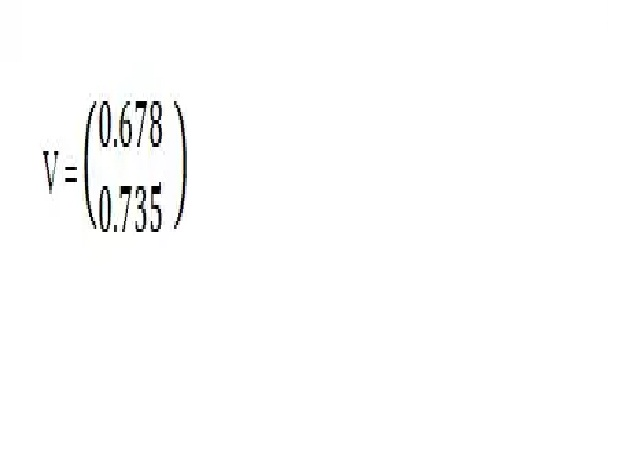 V = (0.678
0.735)